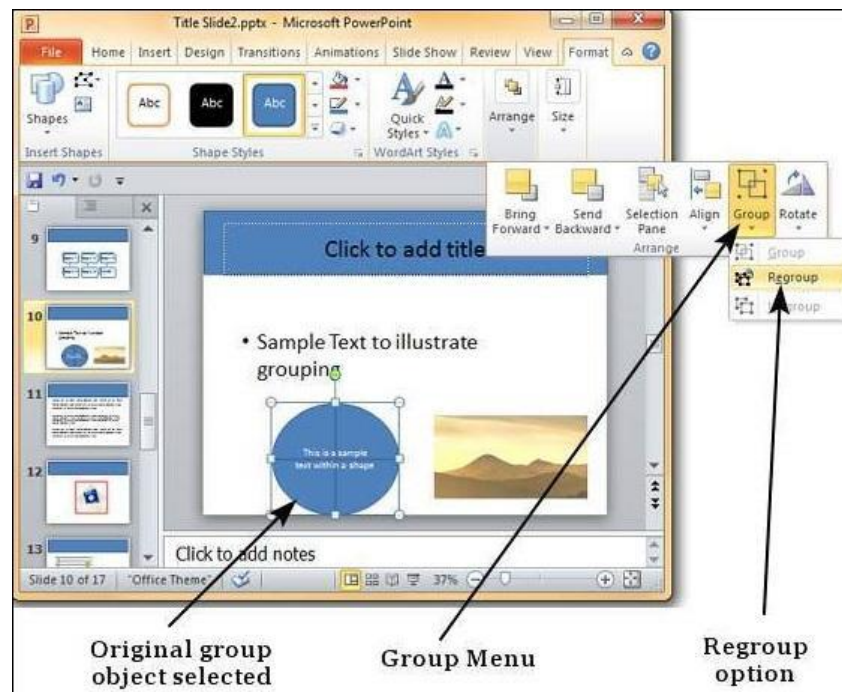 Title Slide2.pptx - Microsoft PowerPoint
File Home Insert Design Transitions Animations Slide Show Review View Format
Abc Abc Abc
Shapes
Quick
Styles
Arrange
Size
Insert Shapes
Shape Styles
WordArt Styles
Bring
Forward
Send
Backward
Selection
Pane
Align
Group
Rotate
Arrange
Group
Regroup
9
10
11
12
13
Click to add title
• Sample Text to illustrate
grouping
This is a sample
text within a shape
Click to add notes
Slide 10 of 17
"Office Theme"
37%
Original group
object selected
Group Menu
Regroup
option